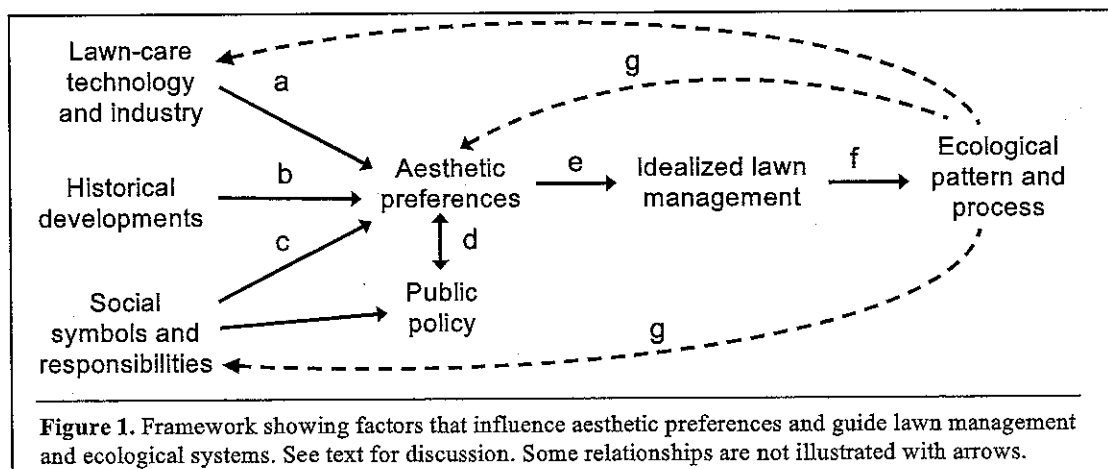 Lawn-care
technology
and industry
a
g
Historical
developments
b
Aesthetic
preferences
e
Idealized lawn
management
f
Ecological
pattern and
process
c
d
Social
symbols and
responsibilities
Public
policy
g
Figure 1. Framework showing factors that influence aesthetic preferences and guide lawn management
and ecological systems. See text for discussion. Some relationships are not illustrated with arrows.